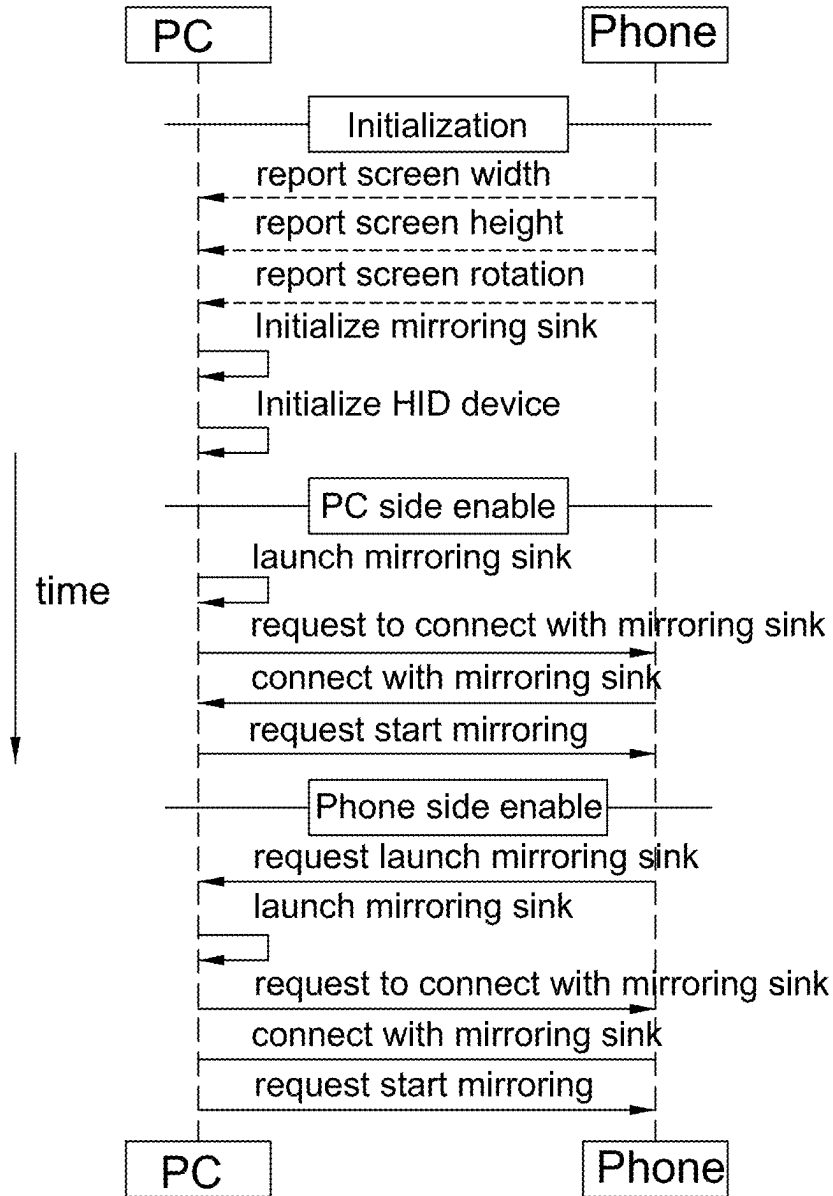 PC Phone
Initialization
report screen width
report screen height
report screen rotation
Initialize mirroring sink
Initialize HID device
PC side enable
launch mirroring sink
time
request to connect with mirroring sink
connect with mirroring sink
request start mirroring
Phone side enable
request launch mirroring sink
launch mirroring sink
request to connect with mirroring sink
connect with mirroring sink
request start mirroring
PC Phone